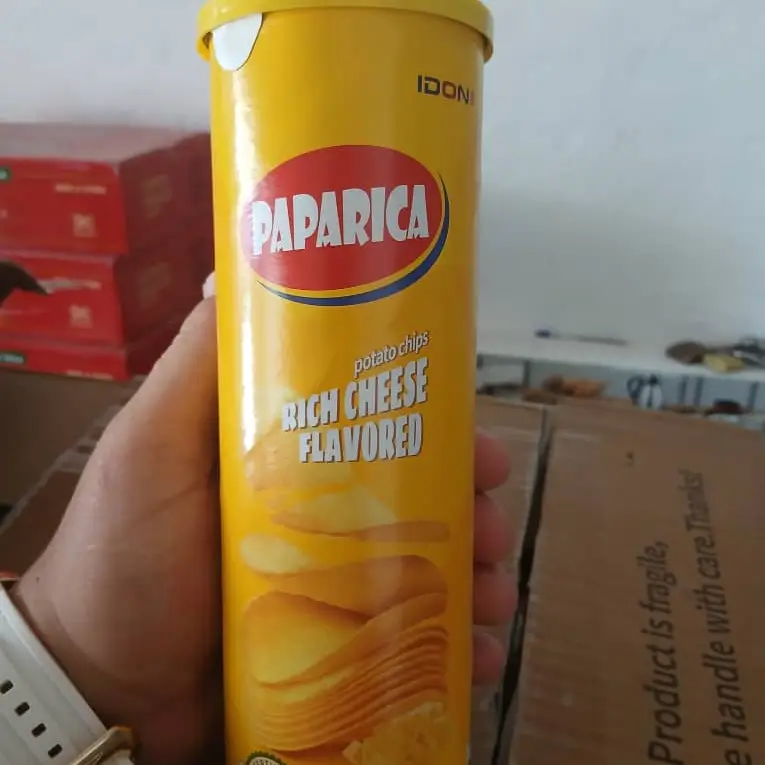 IDONI
PAPARICA
potato chips
RICH CHEESE
FLAVORED
Product is fragile,
e handle with care.Thanks!